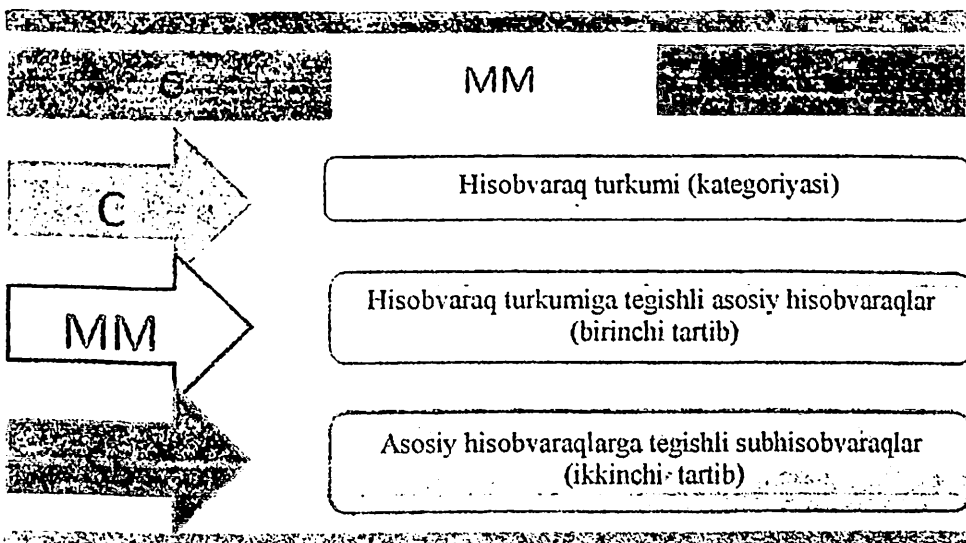 C MM
C
Hisobvaraq turkumi (kategoriyasi)
MM
Hisobvaraq turkumiga tegishli asosiy hisobvaraqlar
(birinchi tartib)
Asosiy hisobvaraqlarga tegishli subhisobvaraqlar
(ikkinchi tartib)